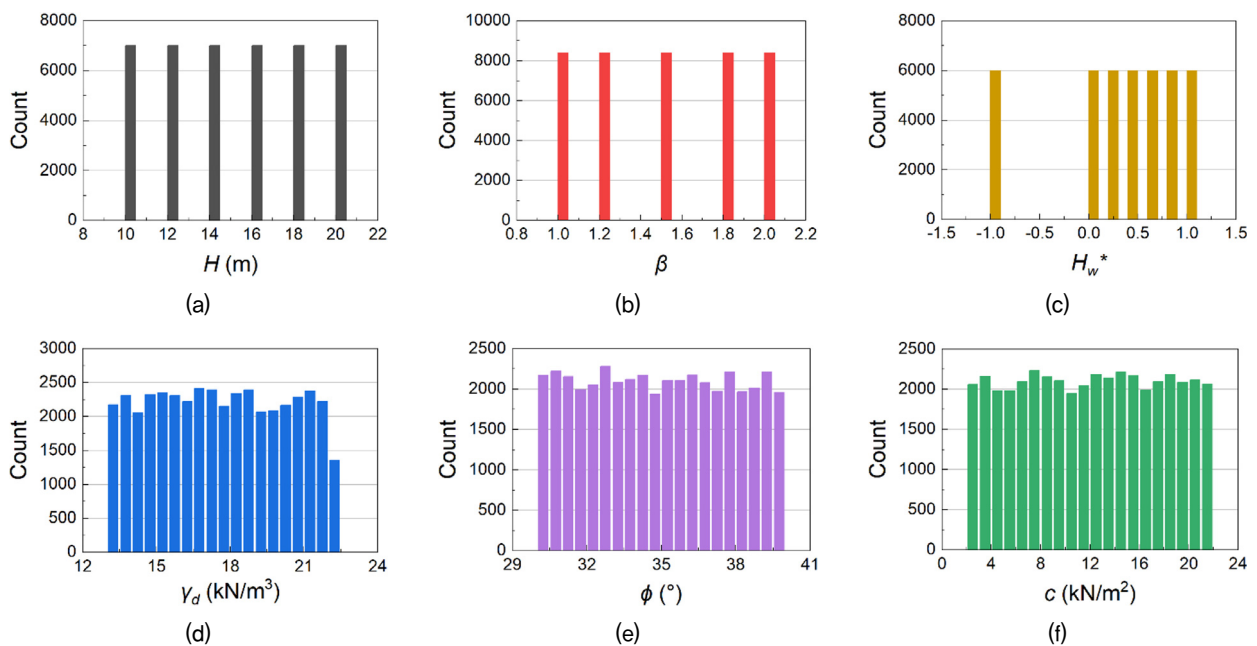 8000
6000
4000
2000
0
Count
8 10 12 14 16 18 20 22
H (m)
(a)
10000
8000
6000
4000
2000
0
Count
0.8 1.0 1.2 1.4 1.6 1.8 2.0 2.2
β
(b)
8000
6000
4000
2000
0
Count
-1.5 -1.0 -0.5 0.0 0.5 1.0 1.5
H_w*
(c)
3000
2500
2000
1500
1000
500
0
Count
12 15 18 21 24
γ_d (kN/m³)
(d)
2500
2000
1500
1000
500
0
Count
29 32 35 38 41
ϕ (°)
(e)
2500
2000
1500
1000
500
0
Count
0 4 8 12 16 20 24
c (kN/m²)
(f)